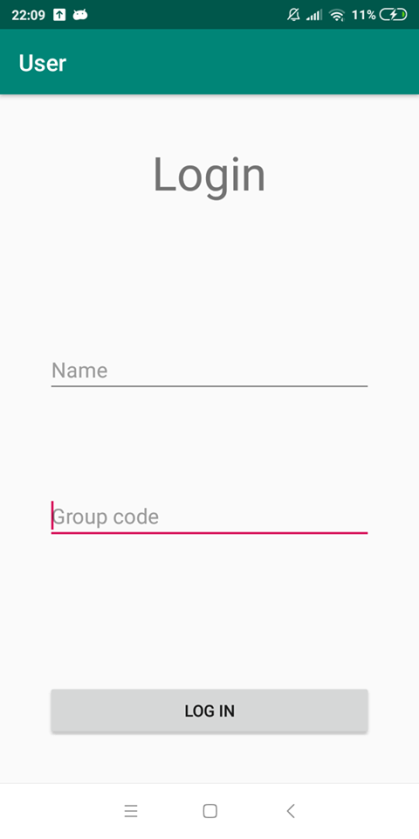 22:09 11%
User
Login
Name
Group code
LOG IN